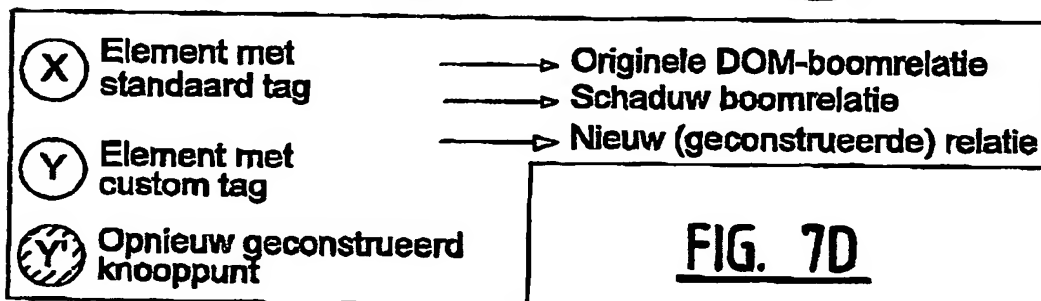 X Element met
standaard tag
Originele DOM-boomrelatie
Schaduw boomrelatie
Nieuw (geconstrueerde) relatie
Y Element met
custom tag
Y' Opnieuw geconstrueerd
knooppunt
FIG. 7D